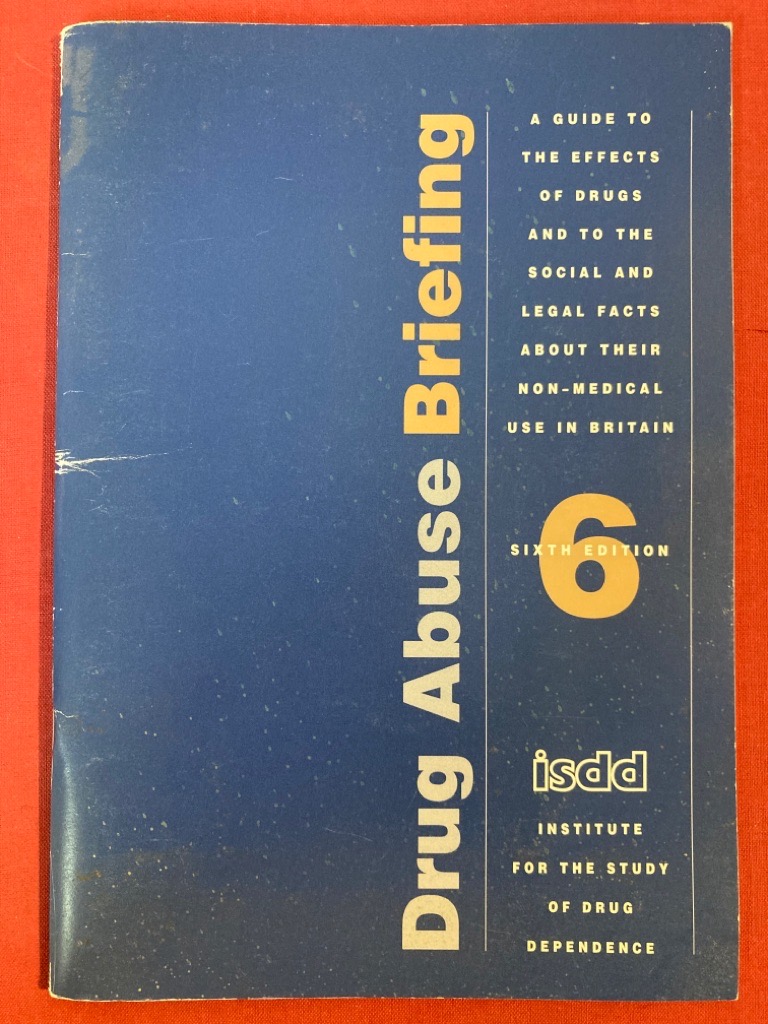 Drug Abuse Briefing
A GUIDE TO
THE EFFECTS
OF DRUGS
AND TO THE
SOCIAL AND
LEGAL FACTS
ABOUT THEIR
NON-MEDICAL
USE IN BRITAIN
6
SIXTH EDITION
isdd
INSTITUTE
FOR THE STUDY
OF DRUG
DEPENDENCE